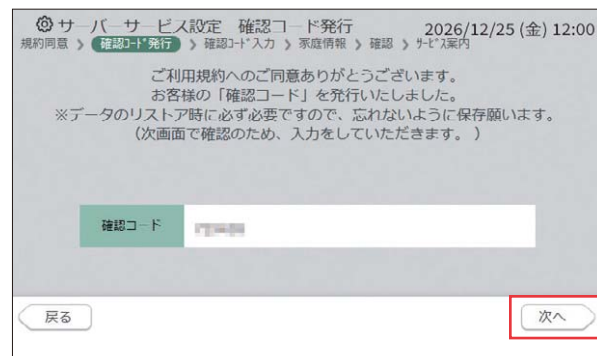 サーバーサービス設定 確認コード発行 2026/12/25 (金) 12:00
規約同意 》 確認ｺｰﾄﾞ発行 》 確認ｺｰﾄﾞ入力 》 家庭情報 》 確認 》 ｻｰﾋﾞｽ案内
ご利用規約へのご同意ありがとうございます。
お客様の「確認コード」を発行いたしました。
※データのリストア時に必ず必要ですので、忘れないように保存願います。
(次画面で確認のため、入力をしていただきます。)
確認コード
戻る
次へ